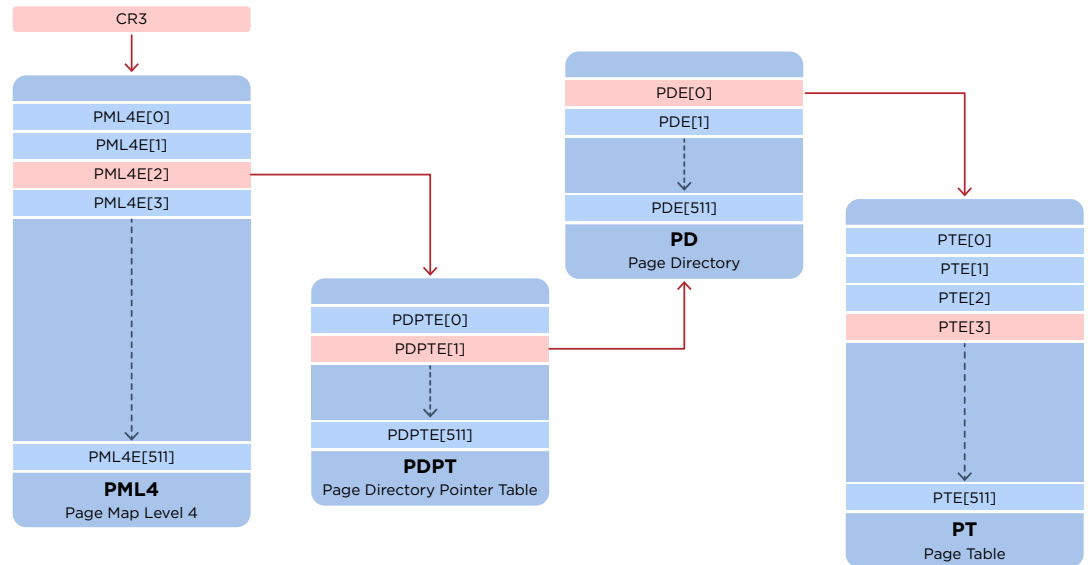 CR3
PML4E[0]
PML4E[1]
PML4E[2]
PML4E[3]
PML4E[511]
PML4
Page Map Level 4
PDPTE[0]
PDPTE[1]
PDPTE[511]
PDPT
Page Directory Pointer Table
PDE[0]
PDE[1]
PDE[511]
PD
Page Directory
PTE[0]
PTE[1]
PTE[2]
PTE[3]
PTE[511]
PT
Page Table